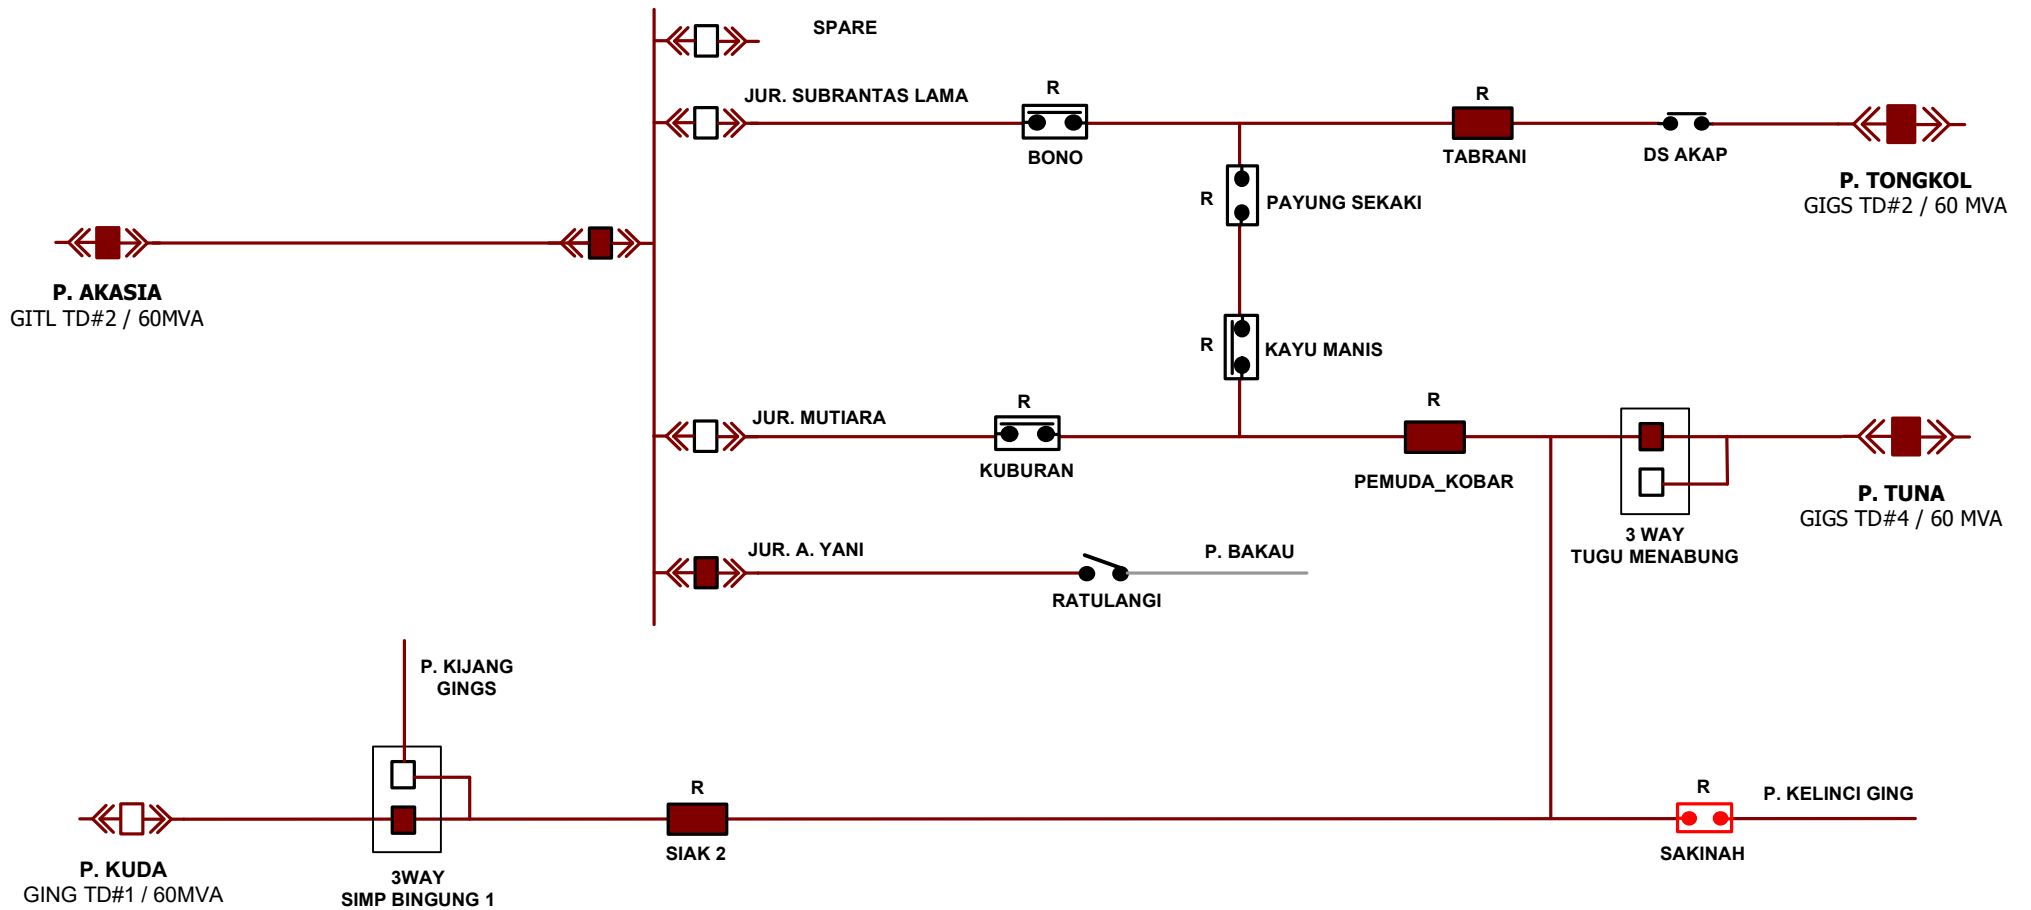 SPARE
JUR. SUBRANTAS LAMA
R
BONO
R
TABRANI
DS AKAP
P. TONGKOL
GIGS TD#2 / 60 MVA
R
PAYUNG SEKAKI
P. AKASIA
GITL TD#2 / 60MVA
R
KAYU MANIS
JUR. MUTIARA
R
KUBURAN
R
PEMUDA_KOBAR
3 WAY
TUGU MENABUNG
P. TUNA
GIGS TD#4 / 60 MVA
JUR. A. YANI
P. BAKAU
RATULANGI
P. KIJANG
GINGS
P. KUDA
GING TD#1 / 60MVA
3WAY
SIMP BINGUNG 1
R
SIAK 2
R
SAKINAH
P. KELINCI GING